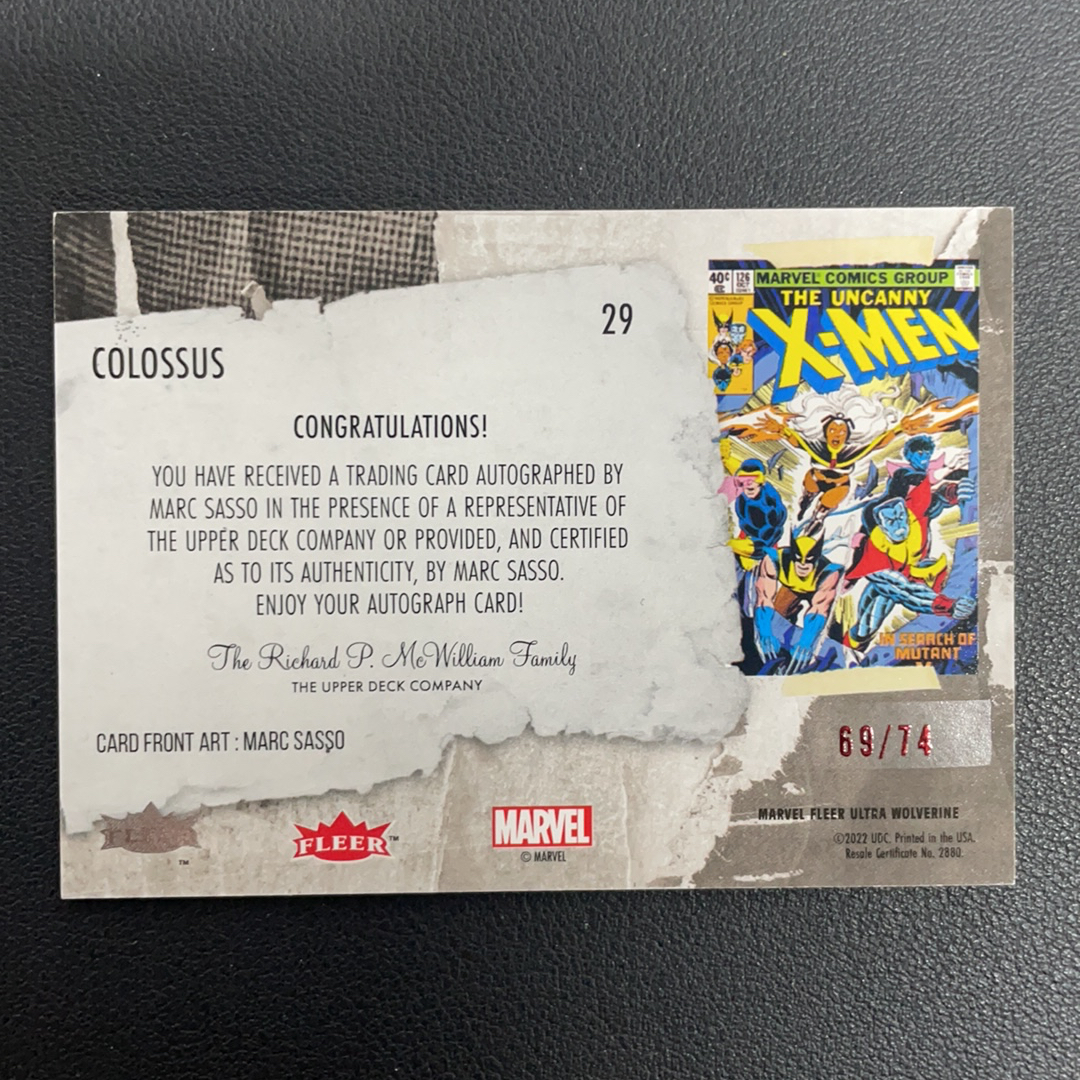 29
COLOSSUS
CONGRATULATIONS!
YOU HAVE RECEIVED A TRADING CARD AUTOGRAPHED BY
MARC SASSO IN THE PRESENCE OF A REPRESENTATIVE OF
THE UPPER DECK COMPANY OR PROVIDED, AND CERTIFIED
AS TO ITS AUTHENTICITY, BY MARC SASSO.
ENJOY YOUR AUTOGRAPH CARD!
The Richard P. McWilliam Family
THE UPPER DECK COMPANY
CARD FRONT ART : MARC SASSO
FLEER™
MARVEL
© MARVEL
40¢
126
OCT
MARVEL COMICS GROUP
THE UNCANNY
X-MEN
IN SEARCH OF
MUTANT
69/74
MARVEL FLEER ULTRA WOLVERINE
©2022 UDC. Printed in the USA.
Resale Certificate No. 2880.